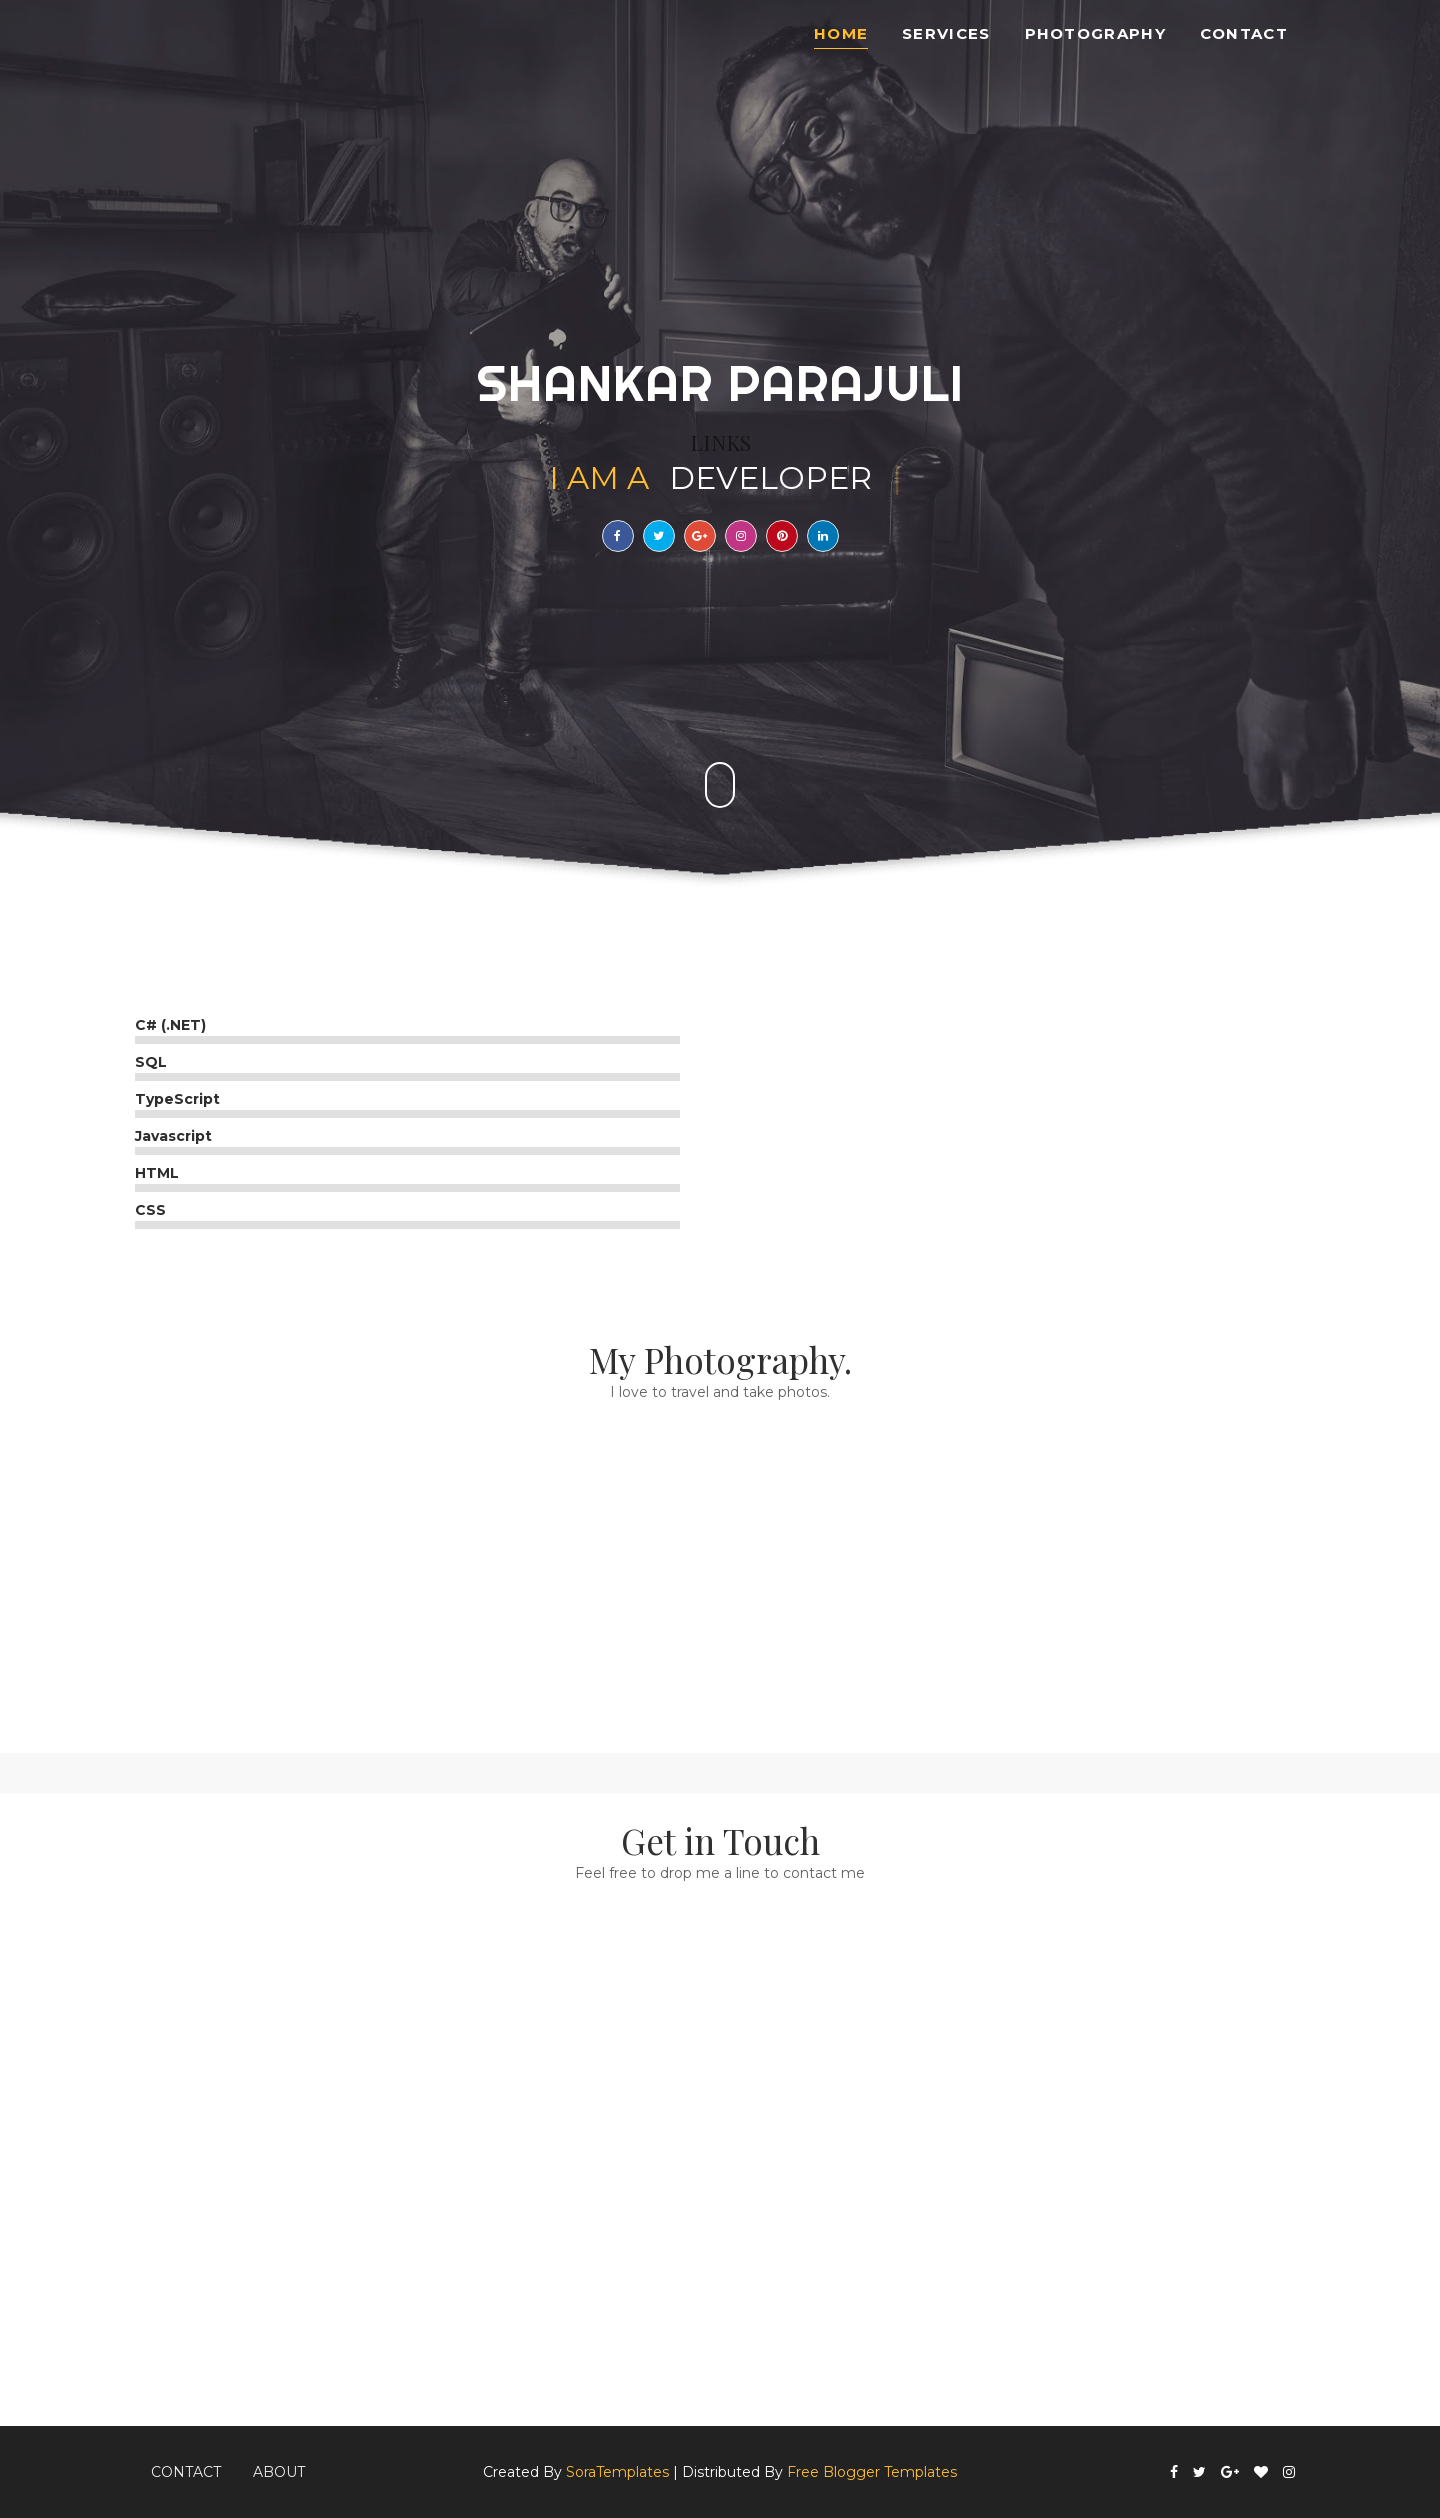 HOME SERVICES PHOTOGRAPHY CONTACT
SHANKAR PARAJULI
LINKS
I AM A DEVELOPER
C# (.NET)
SQL
TypeScript
Javascript
HTML
CSS
My Photography.
I love to travel and take photos.
Get in Touch
Feel free to drop me a line to contact me
CONTACT ABOUT Created By SoraTemplates | Distributed By Free Blogger Templates